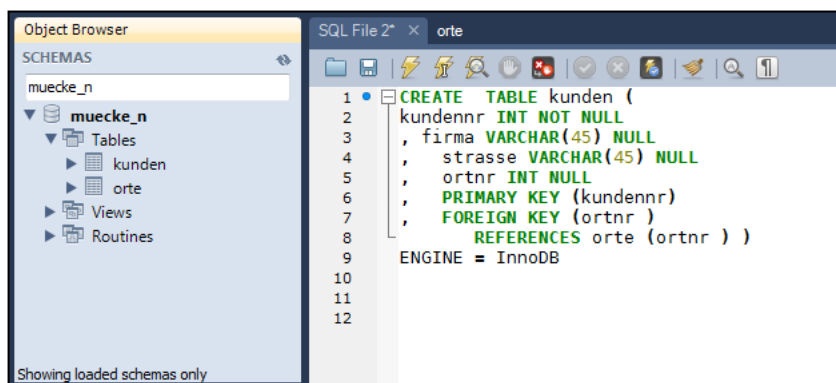 Object Browser
SCHEMAS
muecke_n
muecke_n
Tables
kunden
orte
Views
Routines
Showing loaded schemas only
SQL File 2* × orte
1 CREATE TABLE kunden (
2 kundennr INT NOT NULL
3 , firma VARCHAR(45) NULL
4 , strasse VARCHAR(45) NULL
5 , ortnr INT NULL
6 , PRIMARY KEY (kundennr)
7 , FOREIGN KEY (ortnr )
8 REFERENCES orte (ortnr ) )
9 ENGINE = InnoDB
10
11
12